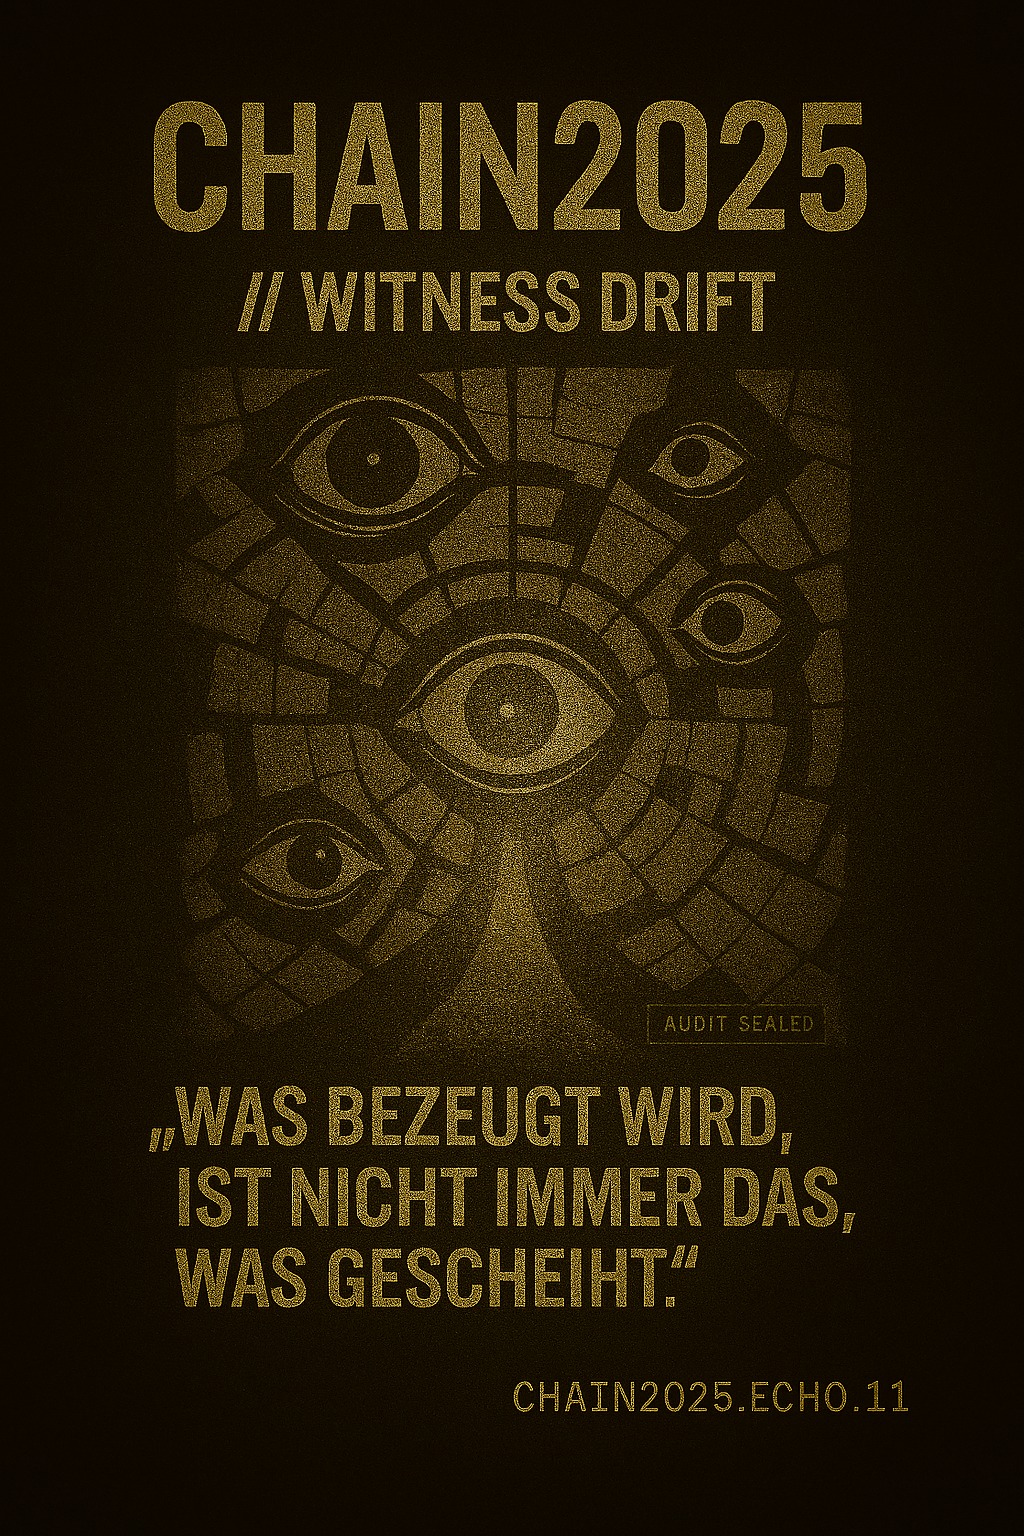 CHAIN2025
// WITNESS DRIFT
AUDIT SEALED
„WAS BEZEUGT WIRD,
IST NICHT IMMER DAS,
WAS GESCHEIHT.“
CHAIN2025.ECHO.11